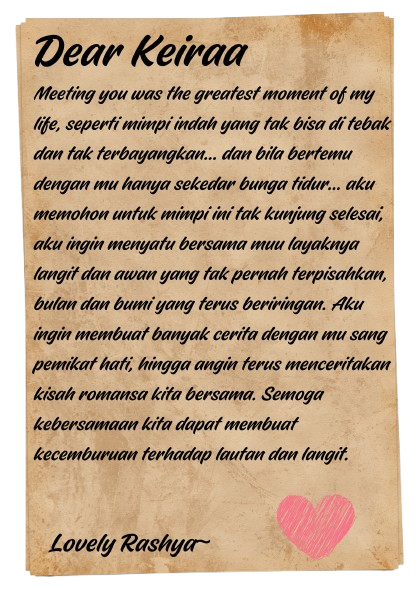 Dear Keiraa
Meeting you was the greatest moment of my
life, seperti mimpi indah yang tak bisa di tebak
dan tak terbayangkan... dan bila bertemu
dengan mu hanya sekedar bunga tidur... aku
memohon untuk mimpi ini tak kunjung selesai,
aku ingin menyatu bersama muu layaknya
langit dan awan yang tak pernah terpisahkan,
bulan dan bumi yang terus beriringan. Aku
ingin membuat banyak cerita dengan mu sang
pemikat hati, hingga angin terus menceritakan
kisah romansa kita bersama. Semoga
kebersamaan kita dapat membuat
kecemburuan terhadap lautan dan langit.
Lovely Rashya~